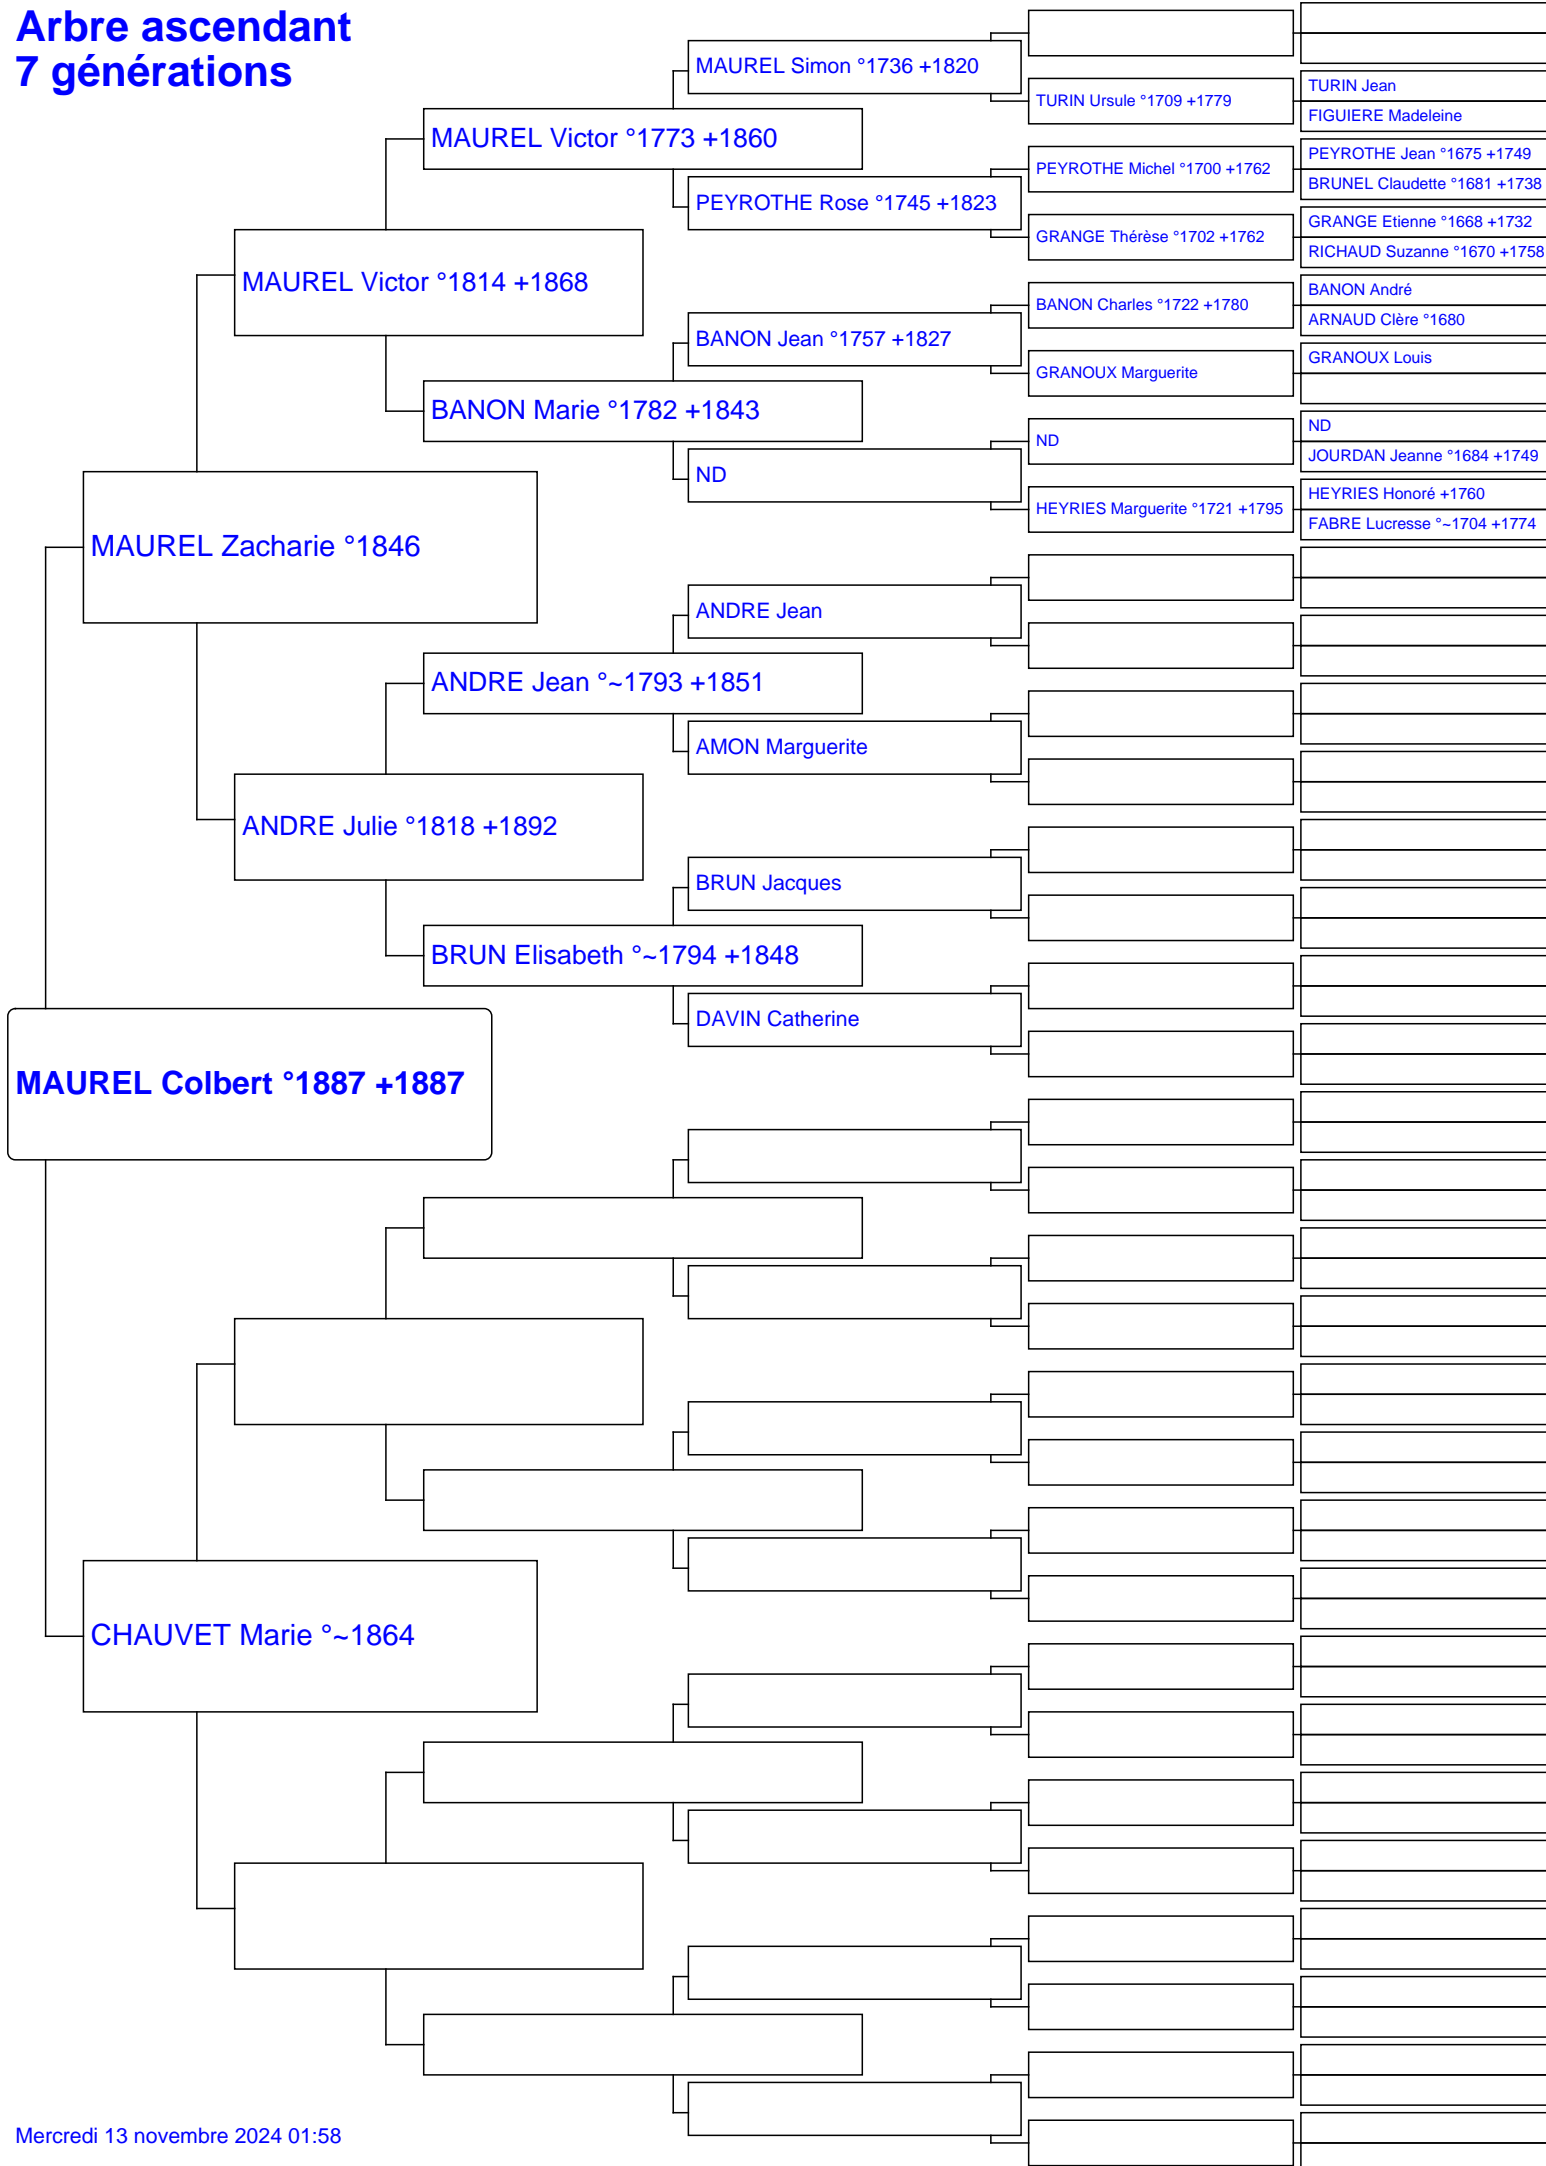 Arbre ascendant
7 générations
MAUREL Simon °1736 +1820
TURIN Ursule °1709 +1779
TURIN Jean
FIGUIERE Madeleine
MAUREL Victor °1773 +1860
PEYROTHE Michel °1700 +1762
PEYROTHE Jean °1675 +1749
BRUNEL Claudette °1681 +1738
PEYROTHE Rose °1745 +1823
GRANGE Thérèse °1702 +1762
GRANGE Etienne °1668 +1732
RICHAUD Suzanne °1670 +1758
MAUREL Victor °1814 +1868
BANON Charles °1722 +1780
BANON André
ARNAUD Clère °1680
BANON Jean °1757 +1827
GRANOUX Marguerite
GRANOUX Louis
BANON Marie °1782 +1843
ND
ND
JOURDAN Jeanne °1684 +1749
ND
HEYRIES Marguerite °1721 +1795
HEYRIES Honoré +1760
FABRE Lucresse °~1704 +1774
MAUREL Zacharie °1846
ANDRE Jean
ANDRE Jean °~1793 +1851
AMON Marguerite
ANDRE Julie °1818 +1892
BRUN Jacques
BRUN Elisabeth °~1794 +1848
DAVIN Catherine
MAUREL Colbert °1887 +1887
CHAUVET Marie °~1864
Mercredi 13 novembre 2024 01:58